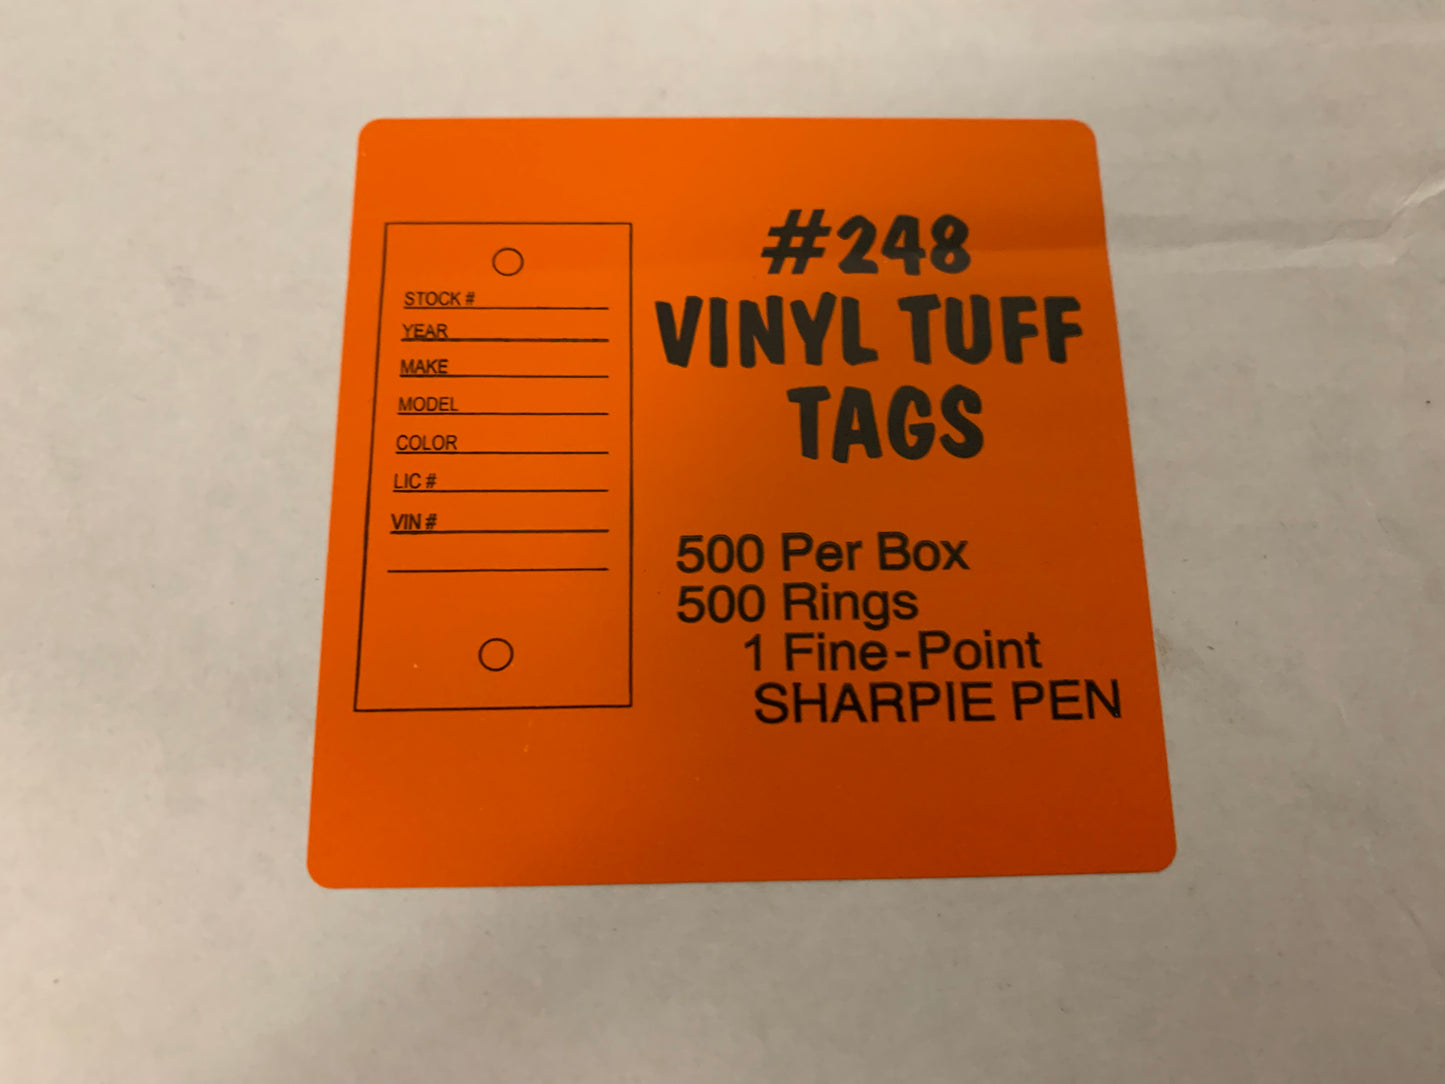 STOCK #
YEAR
MAKE
MODEL
COLOR
LIC #
VIN #
#248
VINYL TUFF
TAGS
500 Per Box
500 Rings
1 Fine-Point
SHARPIE PEN